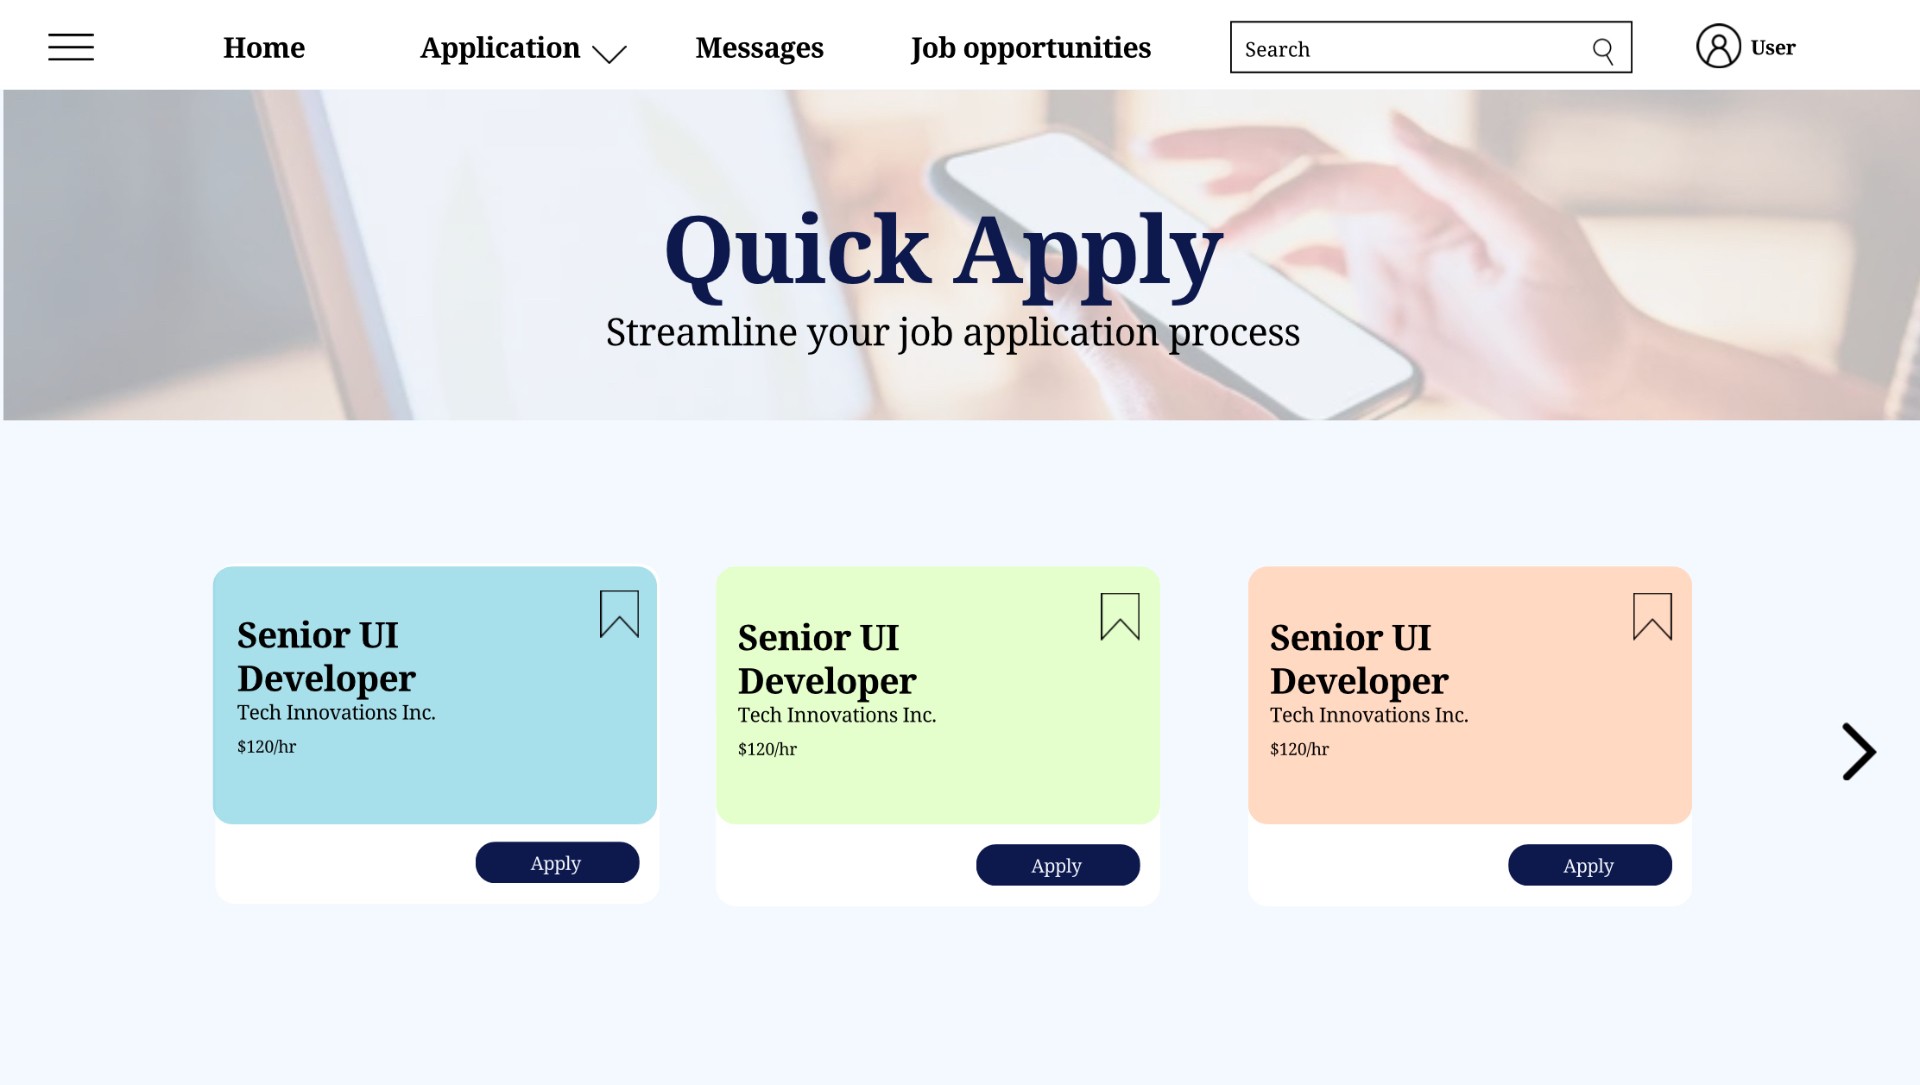 Home
Application
Messages
Job opportunities
Search
User
Quick Apply
Streamline your job application process
Senior UI
Developer
Tech Innovations Inc.
$120/hr
Apply
Senior UI
Developer
Tech Innovations Inc.
$120/hr
Apply
Senior UI
Developer
Tech Innovations Inc.
$120/hr
Apply